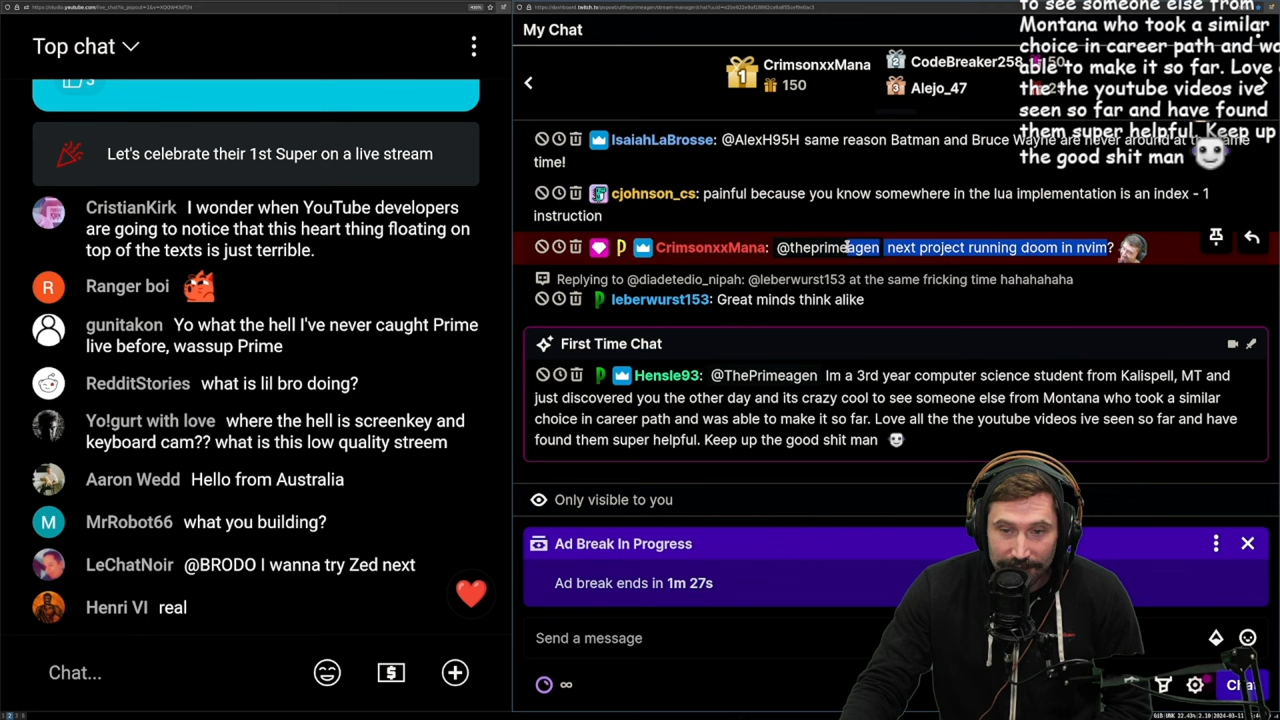 Top chat
3
Let's celebrate their 1st Super on a live stream
CristianKirk I wonder when YouTube developers
are going to notice that this heart thing floating on
top of the texts is just terrible.
Ranger boi
gunitakon Yo what the hell I've never caught Prime
live before, wassup Prime
RedditStories what is lil bro doing?
Yo!gurt with love where the hell is screenkey and
keyboard cam?? what is this low quality streem
Aaron Wedd Hello from Australia
MrRobot66 what you building?
LeChatNoir @BRODO I wanna try Zed next
Henri VI real
Chat...
My Chat
1 CrimsonxxMana
150
2 CodeBreaker258 50
3 Alejo_47
IsaiahLaBrosse: @AlexH95H same reason Batman and Bruce Wayne are never around at the same
time!
cjohnson_cs: painful because you know somewhere in the lua implementation is an index - 1
instruction
CrimsonxxMana: @theprimeagen next project running doom in nvim?
Replying to @diadetedio_nipah: @leberwurst153 at the same fricking time hahahahaha
leberwurst153: Great minds think alike
First Time Chat
Hensle93: @ThePrimeagen Im a 3rd year computer science student from Kalispell, MT and
just discovered you the other day and its crazy cool to see someone else from Montana who took a similar
choice in career path and was able to make it so far. Love all the the youtube videos ive seen so far and have
found them super helpful. Keep up the good shit man
Only visible to you
Ad Break In Progress
Ad break ends in 1m 27s
Send a message
Chat
to see someone else from
Montana who took a similar
choice in career path and was
able to make it so far. Love all
the the youtube videos ive
seen so far and have found
them super helpful. Keep up
the good shit man